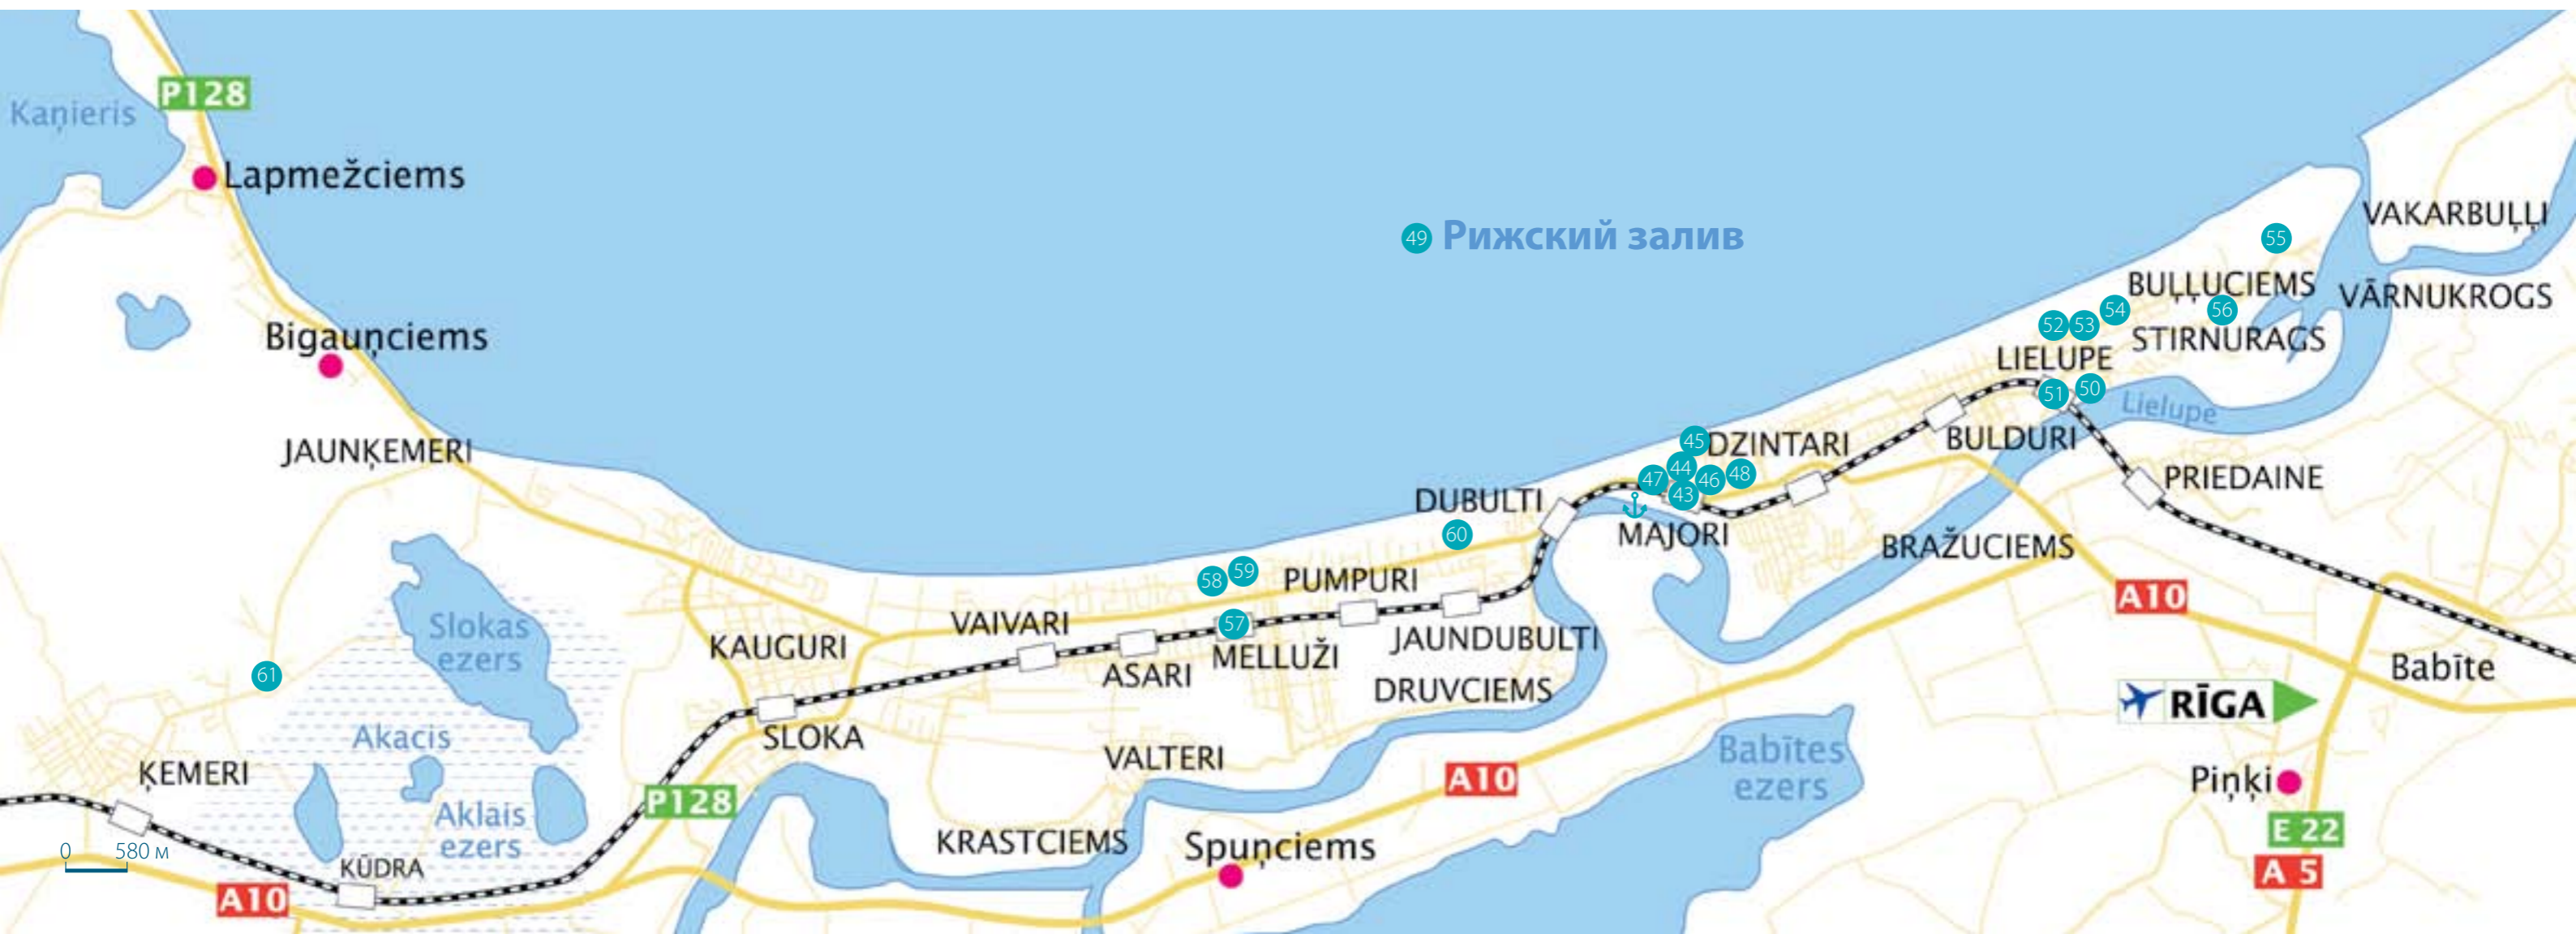 P128
Kaņieris
Lapmežciems
49 Рижский залив
VAKARBUĻĻI
55
BUĻĻUCIEMS
VĀRNUKROGS
54
56
52 53
STIRNURAGS
Bigauņciems
LIELUPE
51 50
Lielupe
JAUNĶEMERI
45 DZINTARI
BULDURI
44
47 46 48
43
PRIEDAINE
DUBULTI
60
MAJORI
BRAŽUCIEMS
58 59
PUMPURI
A10
Slokas
ezers
VAIVARI
57
KAUGURI
JAUNDUBULTI
ASARI
MELLUŽI
61
Babīte
DRUVCIEMS
RĪGA
Akacis
SLOKA
ĶEMERI
VALTERI
A10
Babītes
ezers
Piņķi
P128
Aklais
ezers
E 22
KRASTCIEMS
Spuņciems
0 580 м
KŪDRA
A 5
A10